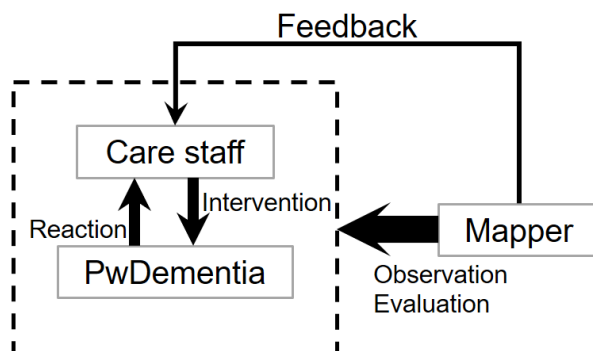 Feedback
Care staff
Intervention
Reaction
PwDementia
Mapper
Observation
Evaluation